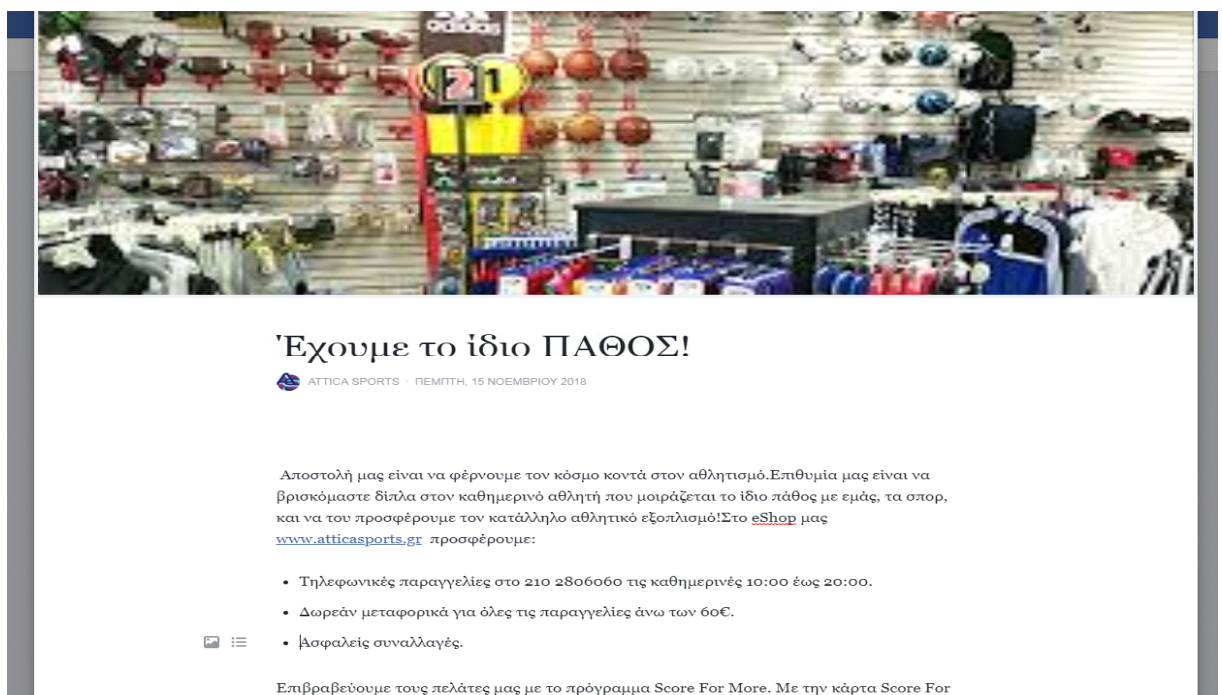 adidas
21
Έχουμε το ίδιο ΠΑΘΟΣ!
ATTICA SPORTS · ΠΕΜΠΤΗ, 15 ΝΟΕΜΒΡΙΟΥ 2018
Αποστολή μας είναι να φέρνουμε τον κόσμο κοντά στον αθλητισμό.Επιθυμία μας είναι να
βρισκόμαστε δίπλα στον καθημερινό αθλητή που μοιράζεται το ίδιο πάθος με εμάς, τα σπορ,
και να του προσφέρουμε τον κατάλληλο αθλητικό εξοπλισμό!Στο eShop μας
www.atticasports.gr προσφέρουμε:
• Τηλεφωνικές παραγγελίες στο 210 2806060 τις καθημερινές 10:00 έως 20:00.
• Δωρεάν μεταφορικά για όλες τις παραγγελίες άνω των 60€.
• Ασφαλείς συναλλαγές.
Επιβραβεύουμε τους πελάτες μας με το πρόγραμμα Score For More. Με την κάρτα Score For